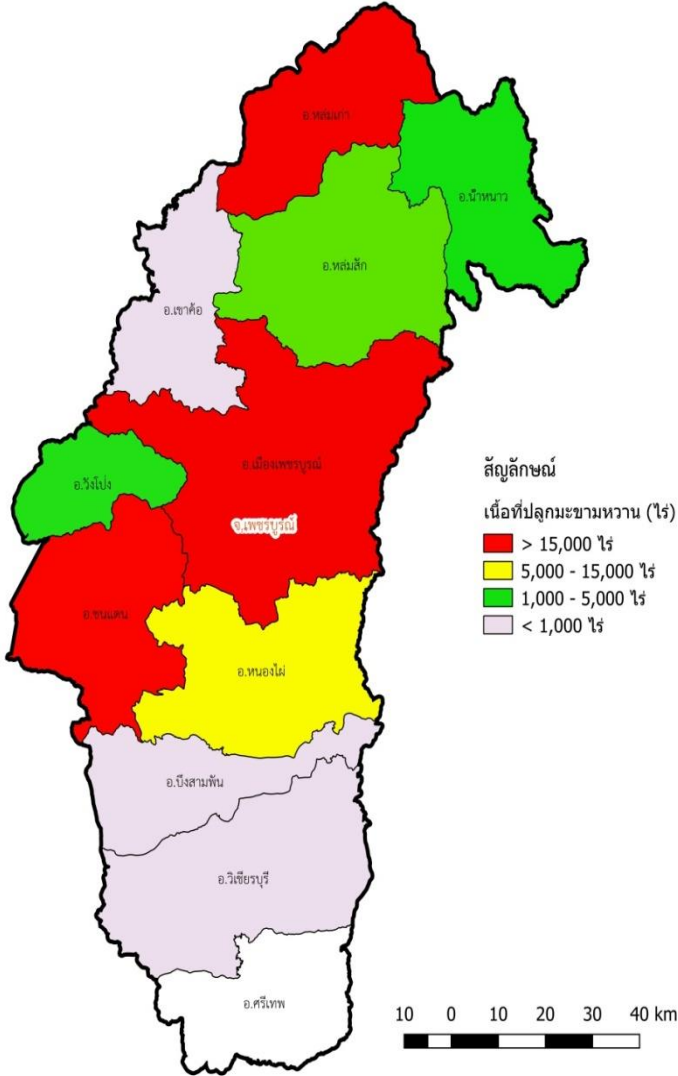 อ.หล่มเก่า
อ.น้ำหนาว
อ.หล่มสัก
อ.เขาค้อ
อ.เมืองเพชรบูรณ์
อ.วังโป่ง
จ.เพชรบูรณ์
อ.ชนแดน
อ.หนองไผ่
อ.บึงสามพัน
อ.วิเชียรบุรี
อ.ศรีเทพ
สัญลักษณ์
เนื้อที่ปลูกมะขามหวาน (ไร่)
> 15,000 ไร่
5,000 - 15,000 ไร่
1,000 - 5,000 ไร่
< 1,000 ไร่
10 0 10 20 30 40 km